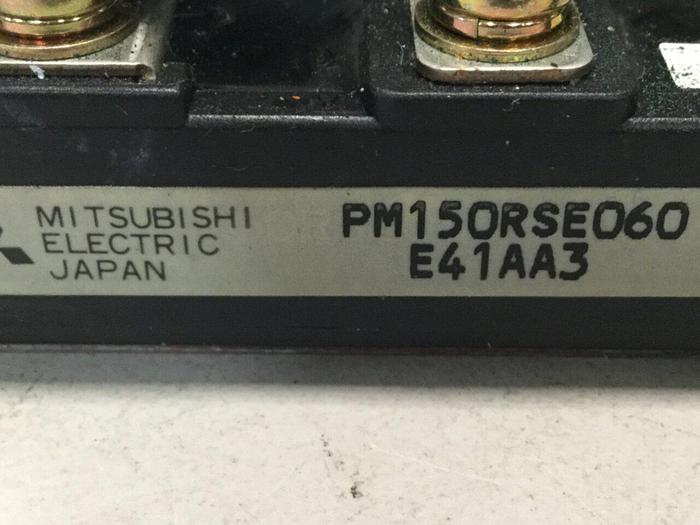 MITSUBISHI
ELECTRIC
JAPAN
PM150RSE060
E41AA3